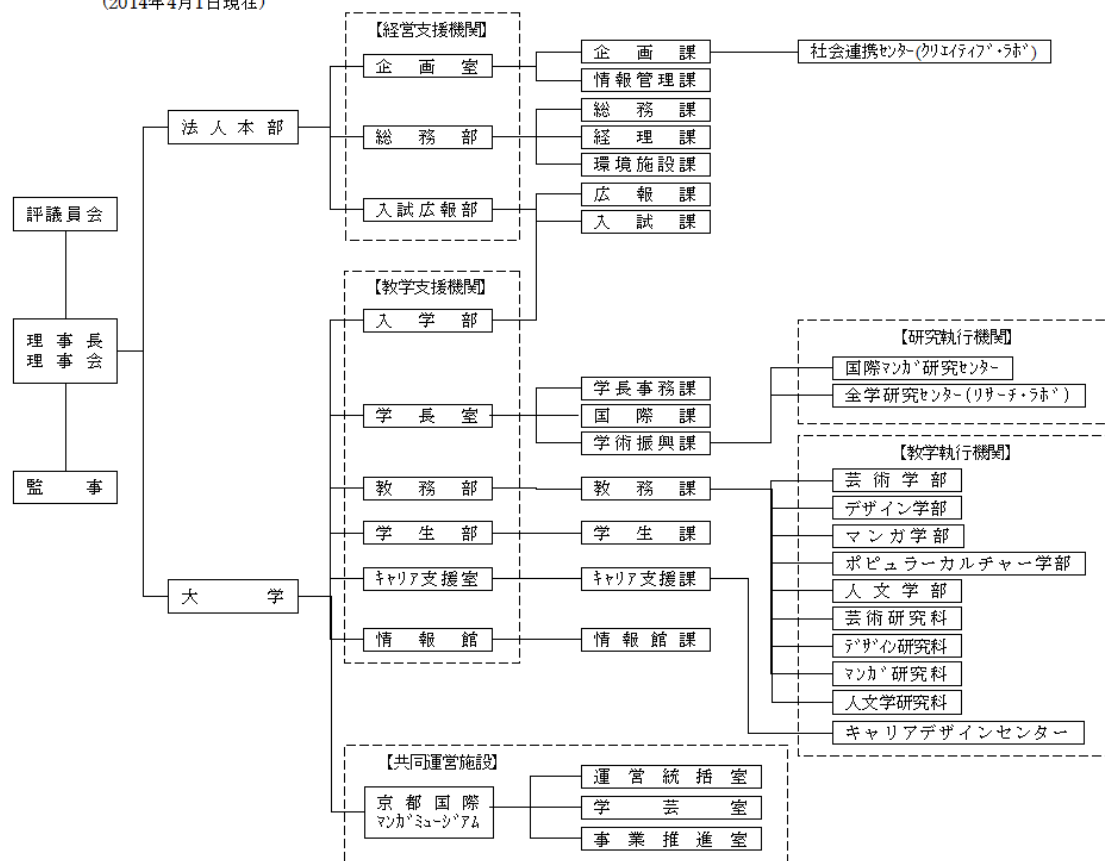 (2014年4月1日現在)
【経営支援機関】
企画室
企画課
社会連携ｾﾝﾀｰ(ｸﾘｴｲﾃｨﾌﾞ・ﾗﾎﾞ)
情報管理課
法人本部
総務部
総務課
経理課
環境施設課
入試広報部
広報課
入試課
評議員会
理事長
理事会
監事
【教学支援機関】
入学部
学長室
学長事務課
国際課
学術振興課
【研究執行機関】
国際ﾏﾝｶﾞ研究ｾﾝﾀｰ
全学研究ｾﾝﾀｰ(ﾘｻｰﾁ・ﾗﾎﾞ)
教務部
教務課
学生部
学生課
ｷｬﾘｱ支援室
ｷｬﾘｱ支援課
情報館
情報館課
大学
【教学執行機関】
芸術学部
デザイン学部
マンガ学部
ポピュラーカルチャー学部
人文学部
芸術研究科
ﾃﾞｻﾞｲﾝ研究科
ﾏﾝｶﾞ研究科
人文学研究科
キャリアデザインセンター
【共同運営施設】
京都国際
ﾏﾝｶﾞﾐｭｰｼﾞｱﾑ
運営統括室
学芸室
事業推進室